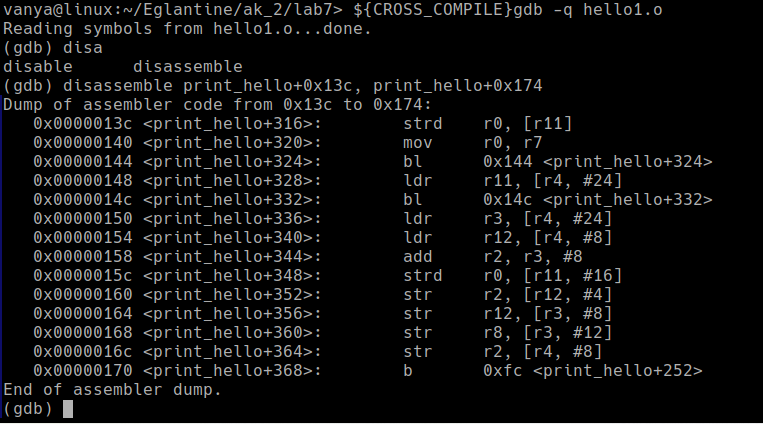 vanya@linux:~/Eglantine/ak_2/lab7> ${CROSS_COMPILE}gdb -q hello1.o
Reading symbols from hello1.o...done.
(gdb) disa
disable      disassemble
(gdb) disassemble print_hello+0x13c, print_hello+0x174
Dump of assembler code from 0x13c to 0x174:
   0x0000013c <print_hello+316>:        strd    r0, [r11]
   0x00000140 <print_hello+320>:        mov     r0, r7
   0x00000144 <print_hello+324>:        bl      0x144 <print_hello+324>
   0x00000148 <print_hello+328>:        ldr     r11, [r4, #24]
   0x0000014c <print_hello+332>:        bl      0x14c <print_hello+332>
   0x00000150 <print_hello+336>:        ldr     r3, [r4, #24]
   0x00000154 <print_hello+340>:        ldr     r12, [r4, #8]
   0x00000158 <print_hello+344>:        add     r2, r3, #8
   0x0000015c <print_hello+348>:        strd    r0, [r11, #16]
   0x00000160 <print_hello+352>:        str     r2, [r12, #4]
   0x00000164 <print_hello+356>:        str     r12, [r3, #8]
   0x00000168 <print_hello+360>:        str     r8, [r3, #12]
   0x0000016c <print_hello+364>:        str     r2, [r4, #8]
   0x00000170 <print_hello+368>:        b       0xfc <print_hello+252>
End of assembler dump.
(gdb)